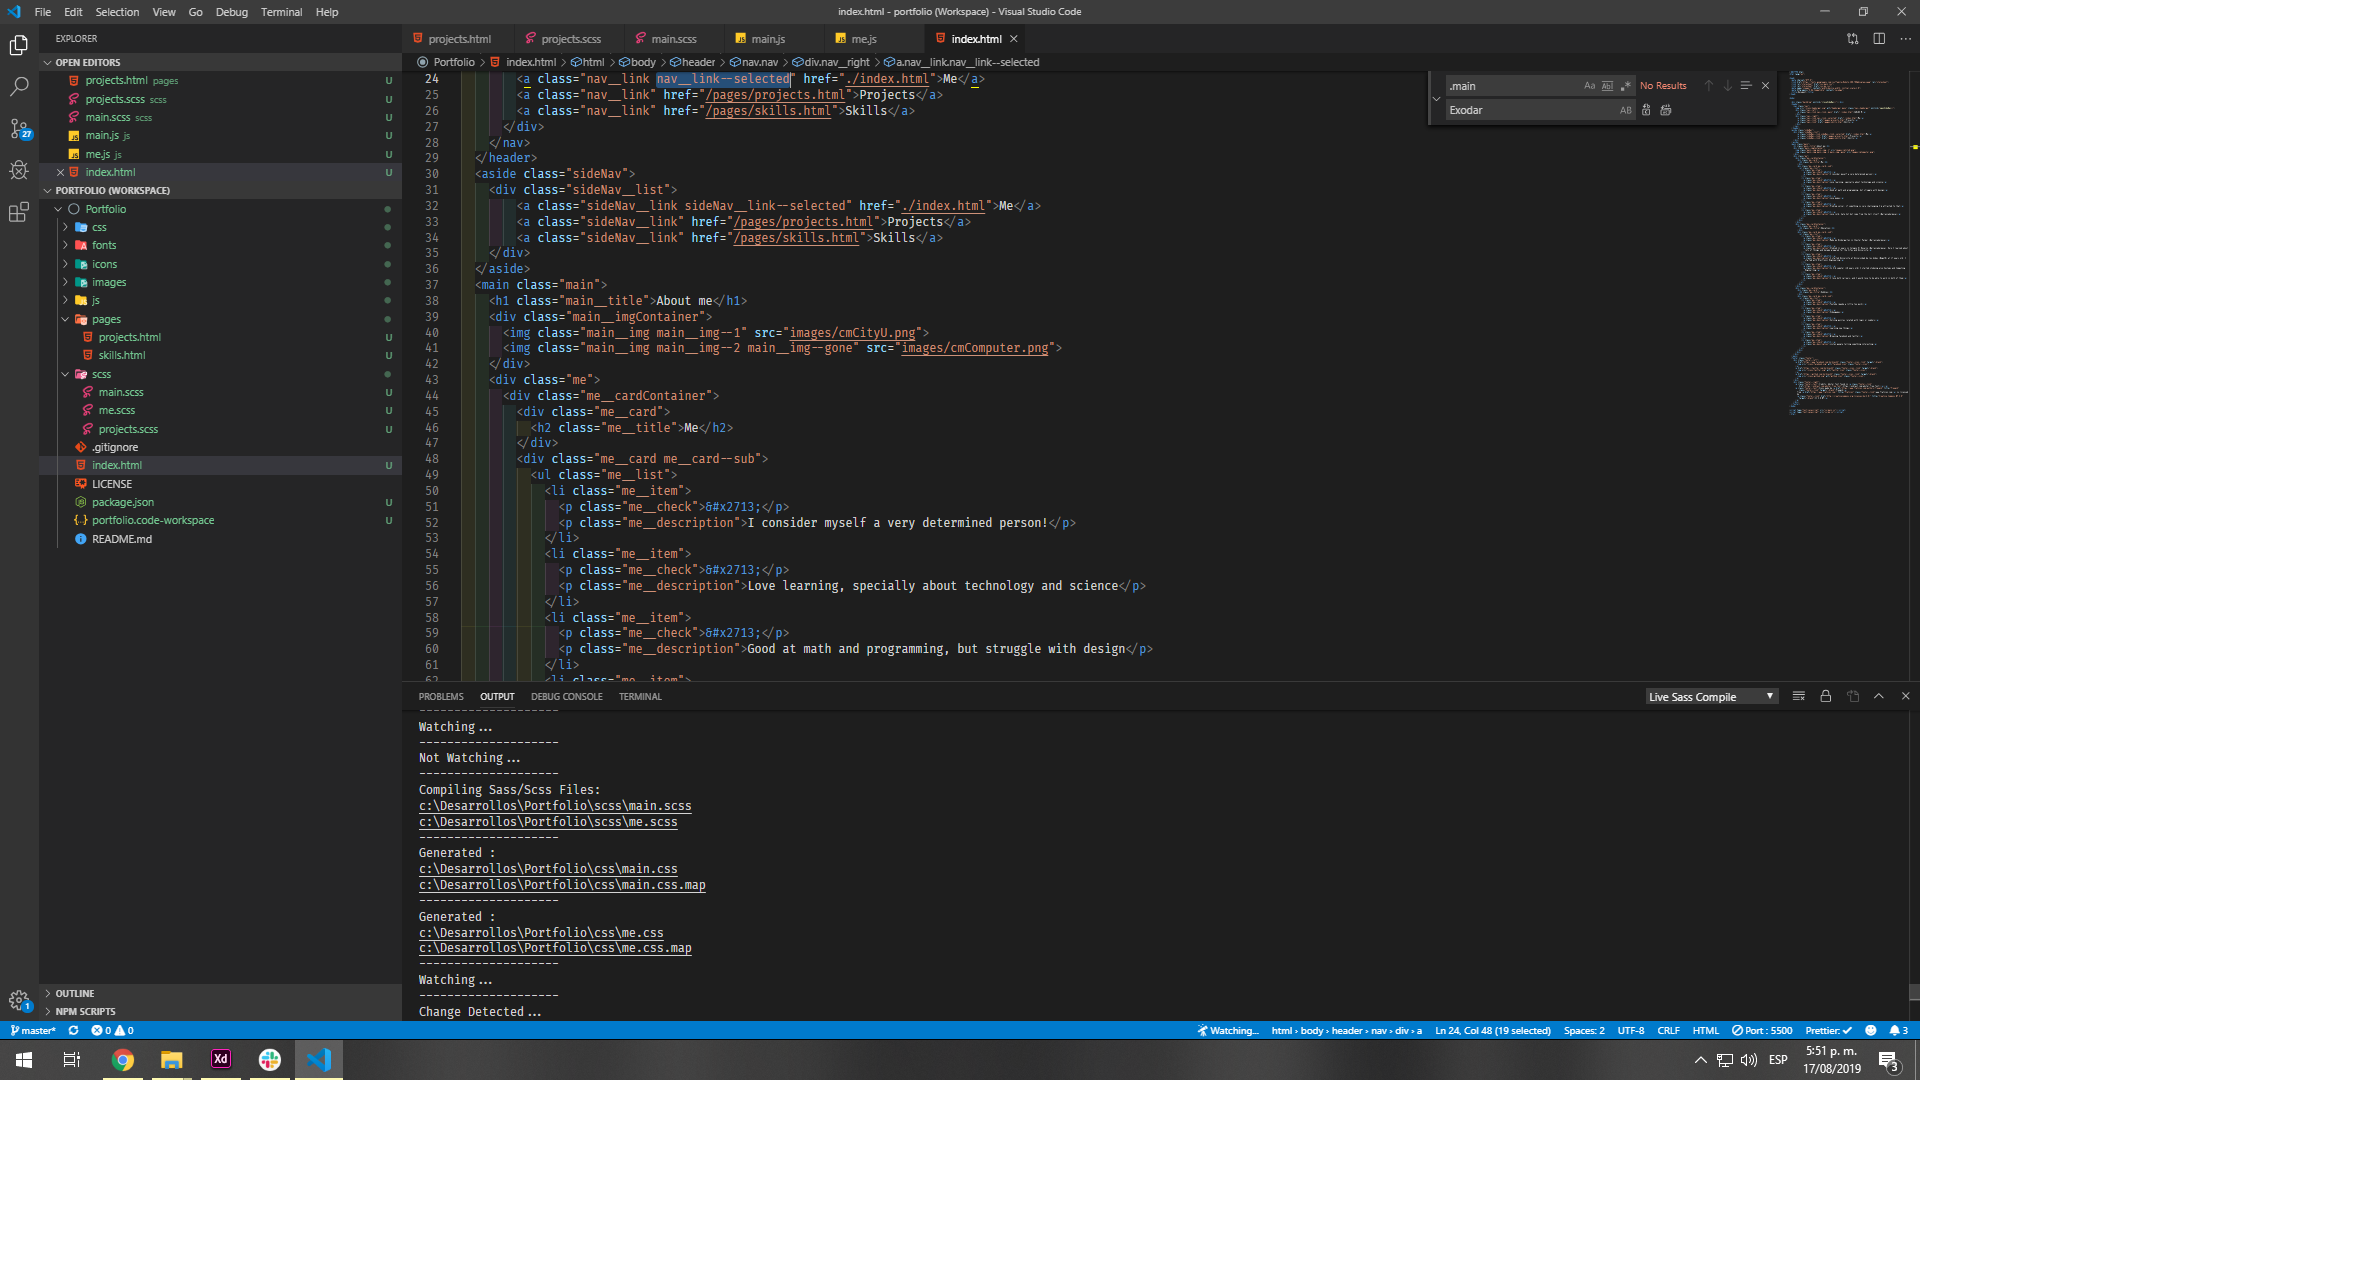 File Edit Selection View Go Debug Terminal Help
index.html - portfolio (Workspace) - Visual Studio Code
EXPLORER
OPEN EDITORS
projects.html pages U
projects.scss scss U
main.scss scss U
main.js js U
me.js js U
index.html U
PORTFOLIO (WORKSPACE)
Portfolio
css
fonts
icons
images
js
pages
projects.html U
skills.html U
scss
main.scss U
me.scss U
projects.scss U
.gitignore
index.html U
LICENSE
package.json U
portfolio.code-workspace U
README.md
OUTLINE
NPM SCRIPTS
27
1
projects.html projects.scss main.scss main.js me.js index.html
Portfolio > index.html > html > body > header > nav.nav > div.nav__right > a.nav__link.nav__link--selected
.main Aa Abl .* No Results
Exodar AB
24 <a class="nav__link nav__link--selected" href="./index.html">Me</a>
25 <a class="nav__link" href="/pages/projects.html">Projects</a>
26 <a class="nav__link" href="/pages/skills.html">Skills</a>
27 </div>
28 </nav>
29 </header>
30 <aside class="sideNav">
31 <div class="sideNav__list">
32 <a class="sideNav__link sideNav__link--selected" href="./index.html">Me</a>
33 <a class="sideNav__link" href="/pages/projects.html">Projects</a>
34 <a class="sideNav__link" href="/pages/skills.html">Skills</a>
35 </div>
36 </aside>
37 <main class="main">
38 <h1 class="main__title">About me</h1>
39 <div class="main__imgContainer">
40 <img class="main__img main__img--1" src="images/cmCityU.png">
41 <img class="main__img main__img--2 main__img--gone" src="images/cmComputer.png">
42 </div>
43 <div class="me">
44 <div class="me__cardContainer">
45 <div class="me__card">
46 <h2 class="me__title">Me</h2>
47 </div>
48 <div class="me__card me__card--sub">
49 <ul class="me__list">
50 <li class="me__item">
51 <p class="me__check">&#x2713;</p>
52 <p class="me__description">I consider myself a very determined person!</p>
53 </li>
54 <li class="me__item">
55 <p class="me__check">&#x2713;</p>
56 <p class="me__description">Love learning, specially about technology and science</p>
57 </li>
58 <li class="me__item">
59 <p class="me__check">&#x2713;</p>
60 <p class="me__description">Good at math and programming, but struggle with design</p>
61 </li>
62 <li class="me__item">
PROBLEMS OUTPUT DEBUG CONSOLE TERMINAL
Live Sass Compile
--------------------
Watching...
--------------------
Not Watching...
--------------------
Compiling Sass/Scss Files:
c:\Desarrollos\Portfolio\scss\main.scss
c:\Desarrollos\Portfolio\scss\me.scss
--------------------
Generated :
c:\Desarrollos\Portfolio\css\main.css
c:\Desarrollos\Portfolio\css\main.css.map
--------------------
Generated :
c:\Desarrollos\Portfolio\css\me.css
c:\Desarrollos\Portfolio\css\me.css.map
--------------------
Watching...
--------------------
Change Detected...
master* 0 0
Watching... html > body > header > nav > div > a Ln 24, Col 48 (19 selected) Spaces: 2 UTF-8 CRLF HTML Port : 5500 Prettier: ✓ 3
Xd
ESP
5:51 p. m.
17/08/2019
3